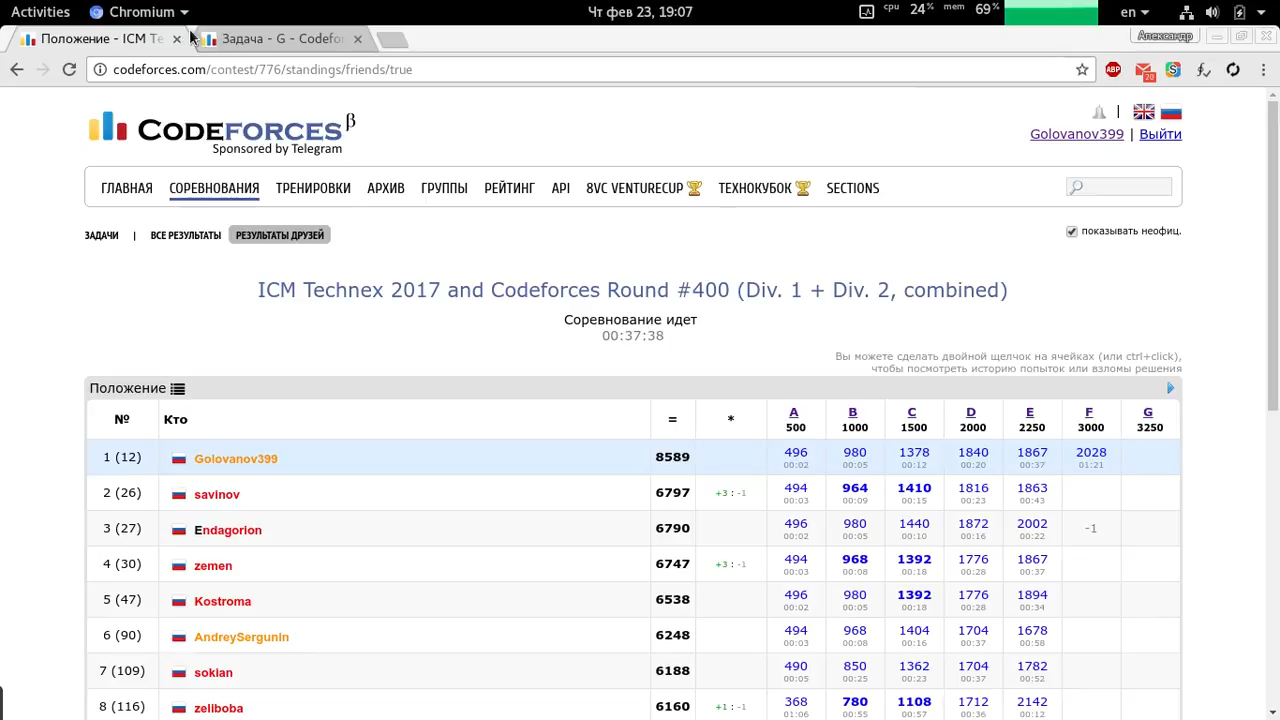 Activities Chromium Чт фев 23, 19:07 cpu 24% mem 69% en
Положение - ICM Te Задача - G - Codefo Александр
codeforces.com/contest/776/standings/friends/true ABP 20 S
CODEFORCES β
Sponsored by Telegram
|
Golovanov399 | Выйти
ГЛАВНАЯ СОРЕВНОВАНИЯ ТРЕНИРОВКИ АРХИВ ГРУППЫ РЕЙТИНГ API 8VC VENTURECUP ТЕХНОКУБОК SECTIONS
ЗАДАЧИ | ВСЕ РЕЗУЛЬТАТЫ РЕЗУЛЬТАТЫ ДРУЗЕЙ показывать неофиц.
ICM Technex 2017 and Codeforces Round #400 (Div. 1 + Div. 2, combined)
Соревнование идет
00:37:38
Вы можете сделать двойной щелчок на ячейках (или ctrl+click),
чтобы посмотреть историю попыток или взломы решения
Положение
№ Кто = * A B C D E F G
500 1000 1500 2000 2250 3000 3250
1 (12) Golovanov399 8589 496 980 1378 1840 1867 2028
00:02 00:05 00:12 00:20 00:37 01:21
2 (26) savinov 6797 +3 : -1 494 964 1410 1816 1863
00:03 00:09 00:15 00:23 00:43
3 (27) Endagorion 6790 496 980 1440 1872 2002 -1
00:02 00:05 00:10 00:16 00:22
4 (30) zemen 6747 +3 : -1 494 968 1392 1776 1867
00:03 00:08 00:18 00:28 00:37
5 (47) Kostroma 6538 496 980 1392 1776 1894
00:02 00:05 00:18 00:28 00:34
6 (90) AndreySergunin 6248 494 968 1404 1704 1678
00:03 00:08 00:16 00:37 00:58
7 (109) sokian 6188 490 850 1362 1704 1782
00:05 00:25 00:23 00:37 00:52
8 (116) zeliboba 6160 +1 : -1 368 780 1108 1712 2142
01:06 00:55 00:57 00:36 00:12